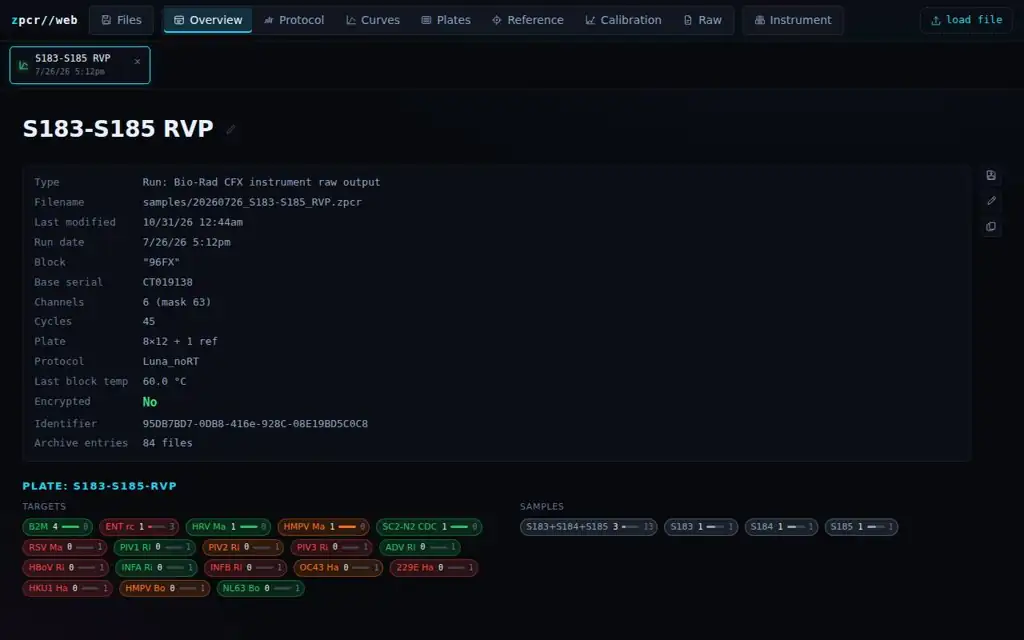 zpcr//web Files Overview Protocol Curves Plates Reference Calibration Raw Instrument load file
S183-S185 RVP ×
7/26/26 5:12pm
S183-S185 RVP
Type Run: Bio-Rad CFX instrument raw output
Filename samples/20260726_S183-S185_RVP.zpcr
Last modified 10/31/26 12:44am
Run date 7/26/26 5:12pm
Block "96FX"
Base serial CT019138
Channels 6 (mask 63)
Cycles 45
Plate 8×12 + 1 ref
Protocol Luna_noRT
Last block temp 60.0 °C
Encrypted No
Identifier 95DB7BD7-0DB8-416e-928C-08E19BD5C0C8
Archive entries 84 files
PLATE: S183-S185-RVP
TARGETS SAMPLES
B2M 4 0 ENT rc 1 3 HRV Ma 1 0 HMPV Ma 1 0 SC2-N2 CDC 1 0 S183+S184+S185 3 13 S183 1 1 S184 1 1 S185 1 1
RSV Ma 0 1 PIV1 Ri 0 1 PIV2 Ri 0 1 PIV3 Ri 0 1 ADV Ri 0 1
HBoV Ri 0 1 INFA Ri 0 1 INFB Ri 0 1 OC43 Ha 0 1 229E Ha 0 1
HKU1 Ha 0 1 HMPV Bo 0 1 NL63 Bo 0 1